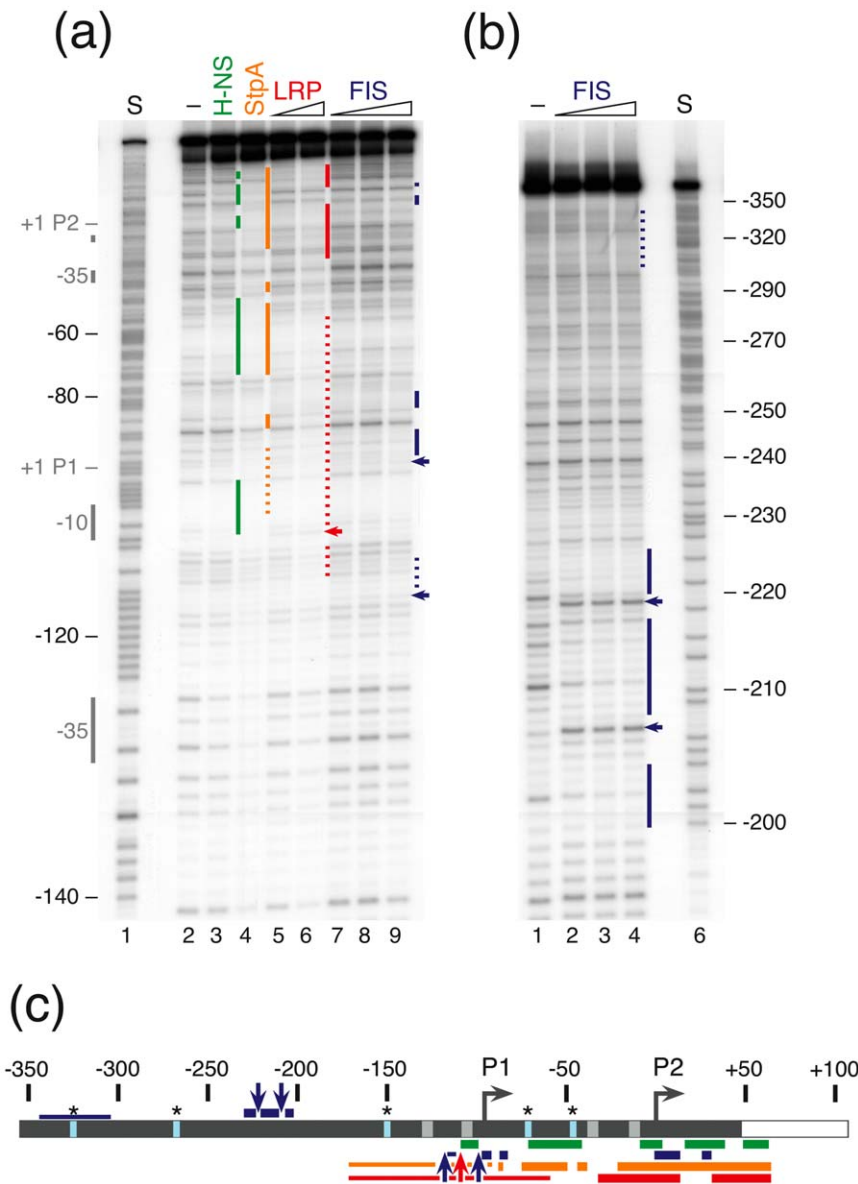 (a)
S – H-NS StpA LRP FIS
+1 P2 –
-35
-60 –
-80 –
+1 P1 –
-10
-120 –
-35
-140 –
1 2 3 4 5 6 7 8 9
(b)
– FIS S
– -350
– -320
– -290
– -270
– -250
– -240
– -230
– -220
– -210
– -200
1 2 3 4 6
(c)
-350 -300 -250 -200 -150 P1 -50 P2 +50 +100
* * * * *